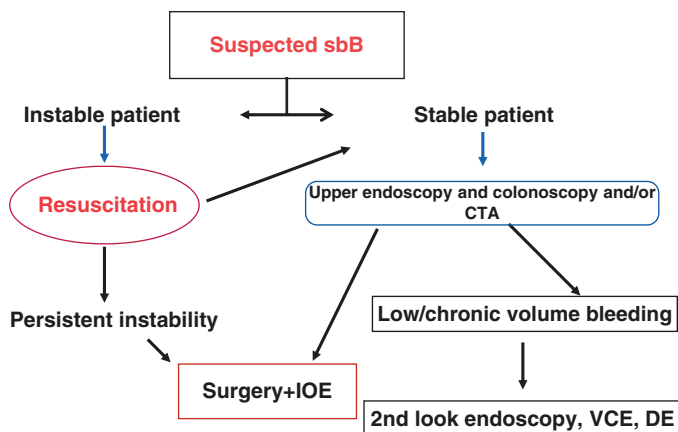 Suspected sbB
Instable patient
Stable patient
Resuscitation
Upper endoscopy and colonoscopy and/or
CTA
Persistent instability
Low/chronic volume bleeding
Surgery+IOE
2nd look endoscopy, VCE, DE